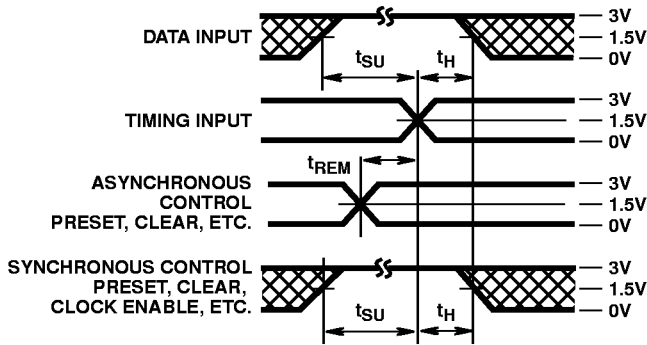 3V
DATA INPUT
1.5V
0V
tSU
tH
3V
TIMING INPUT
1.5V
0V
tREM
ASYNCHRONOUS
CONTROL
PRESET, CLEAR, ETC.
3V
1.5V
0V
SYNCHRONOUS CONTROL
PRESET, CLEAR,
CLOCK ENABLE, ETC.
3V
1.5V
0V
tSU
tH